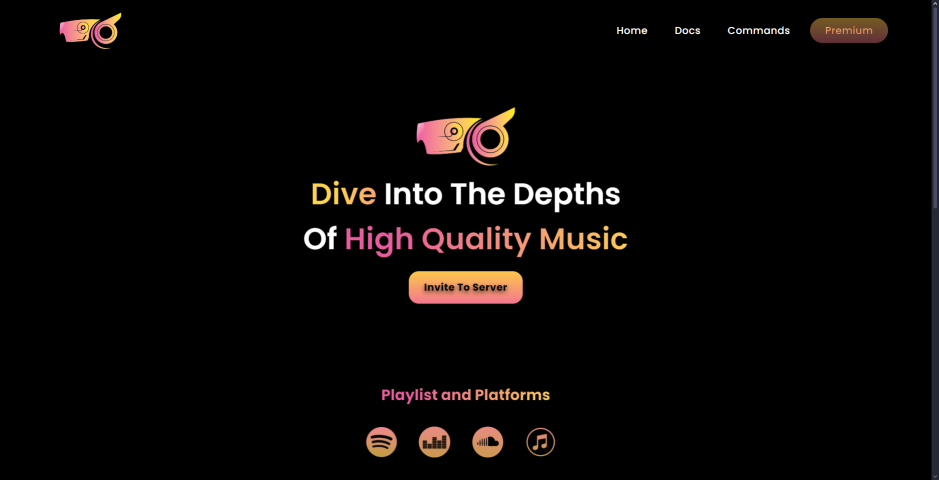 Home
Docs
Commands
Premium
Dive Into The Depths
Of High Quality Music
Invite To Server
Playlist and Platforms